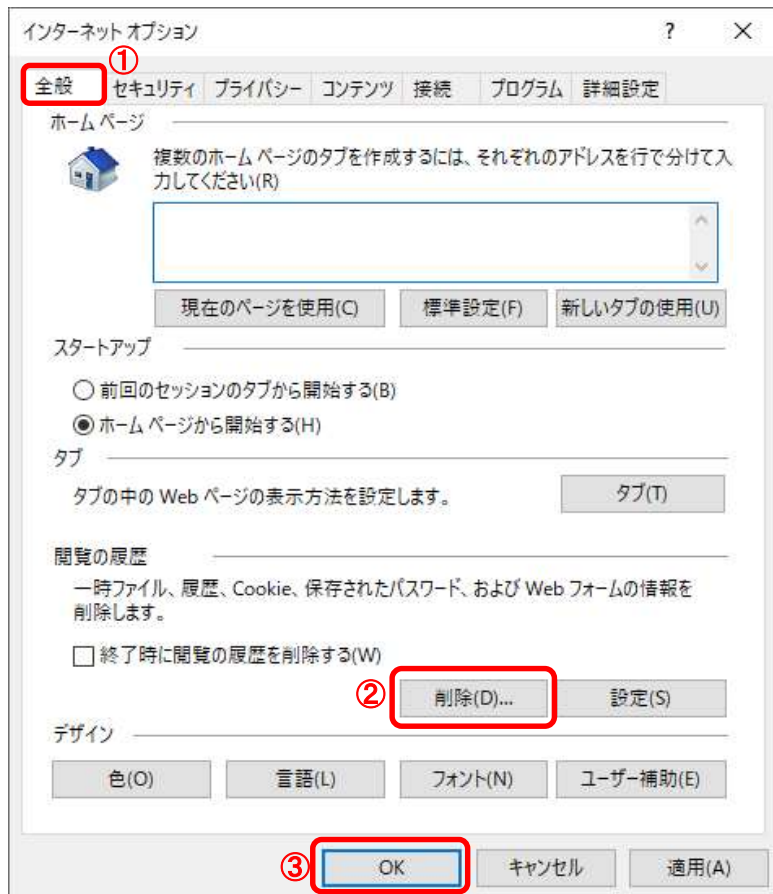 インターネット オプション ? ×
①
全般 セキュリティ プライバシー コンテンツ 接続 プログラム 詳細設定
ホーム ページ
複数のホーム ページのタブを作成するには、それぞれのアドレスを行で分けて入
力してください(R)
現在のページを使用(C) 標準設定(F) 新しいタブの使用(U)
スタートアップ
前回のセッションのタブから開始する(B)
ホーム ページから開始する(H)
タブ
タブの中の Web ページの表示方法を設定します。 タブ(T)
閲覧の履歴
一時ファイル、履歴、Cookie、保存されたパスワード、および Web フォームの情報を
削除します。
終了時に閲覧の履歴を削除する(W)
② 削除(D)... 設定(S)
デザイン
色(O) 言語(L) フォント(N) ユーザー補助(E)
③ OK キャンセル 適用(A)